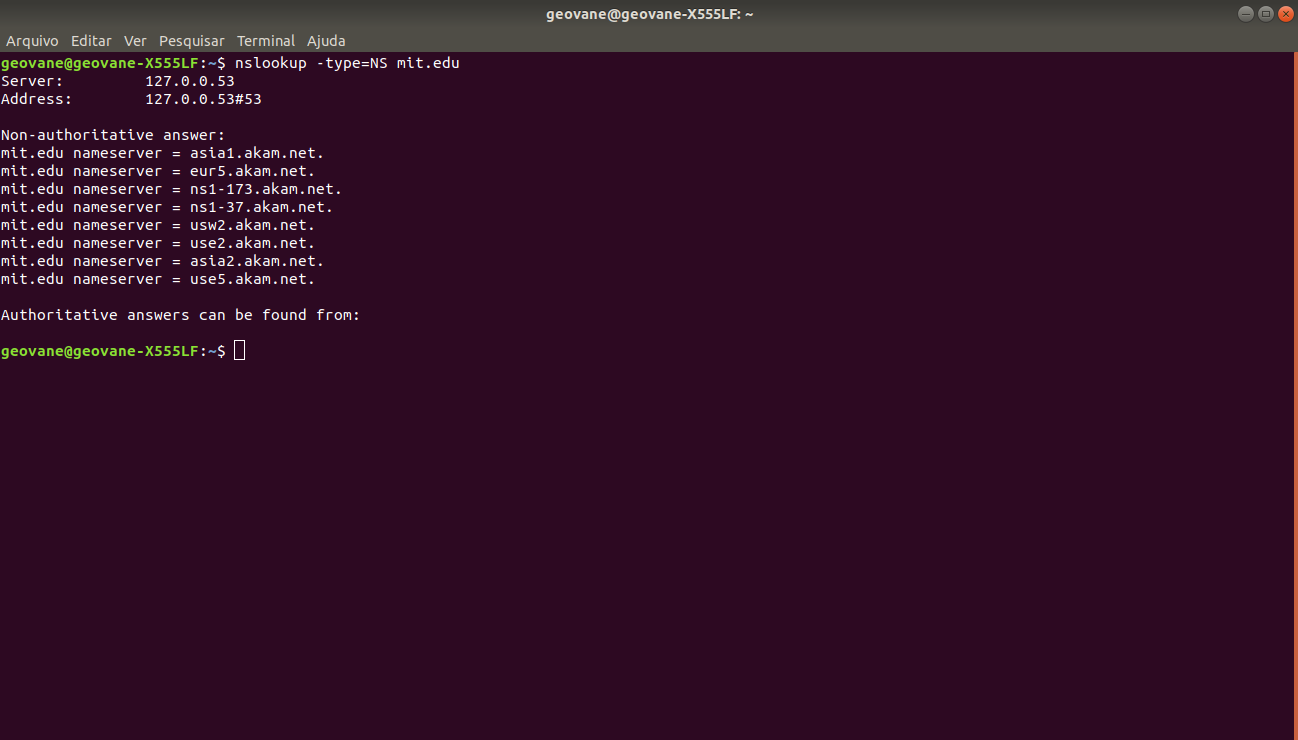 geovane@geovane-X555LF: ~
Arquivo Editar Ver Pesquisar Terminal Ajuda
geovane@geovane-X555LF:~$ nslookup -type=NS mit.edu
Server: 127.0.0.53
Address: 127.0.0.53#53
Non-authoritative answer:
mit.edu nameserver = asia1.akam.net.
mit.edu nameserver = eur5.akam.net.
mit.edu nameserver = ns1-173.akam.net.
mit.edu nameserver = ns1-37.akam.net.
mit.edu nameserver = usw2.akam.net.
mit.edu nameserver = use2.akam.net.
mit.edu nameserver = asia2.akam.net.
mit.edu nameserver = use5.akam.net.
Authoritative answers can be found from:
geovane@geovane-X555LF:~$